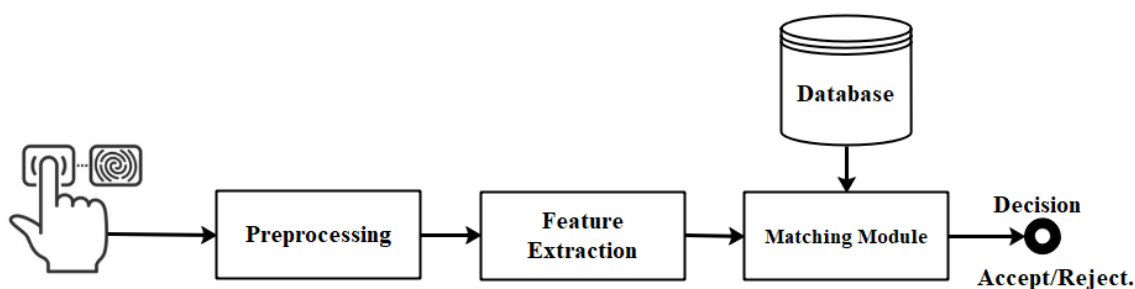 Database
Preprocessing
Feature
Extraction
Matching Module
Decision
Accept/Reject.